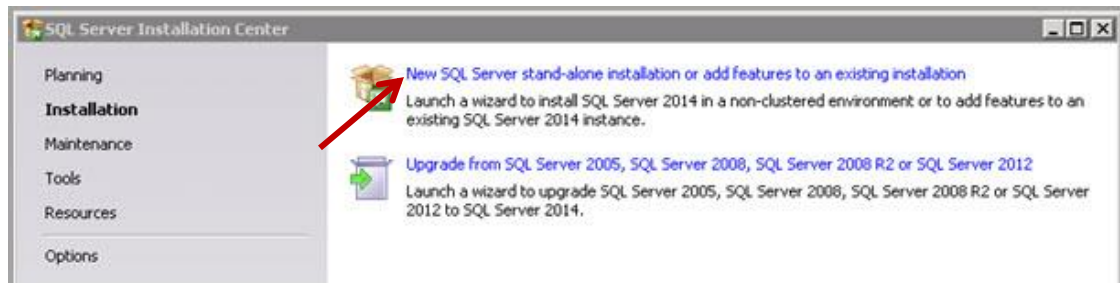 SQL Server Installation Center
Planning
Installation
Maintenance
Tools
Resources
Options
New SQL Server stand-alone installation or add features to an existing installation
Launch a wizard to install SQL Server 2014 in a non-clustered environment or to add features to an
existing SQL Server 2014 instance.
Upgrade from SQL Server 2005, SQL Server 2008, SQL Server 2008 R2 or SQL Server 2012
Launch a wizard to upgrade SQL Server 2005, SQL Server 2008, SQL Server 2008 R2 or SQL Server
2012 to SQL Server 2014.